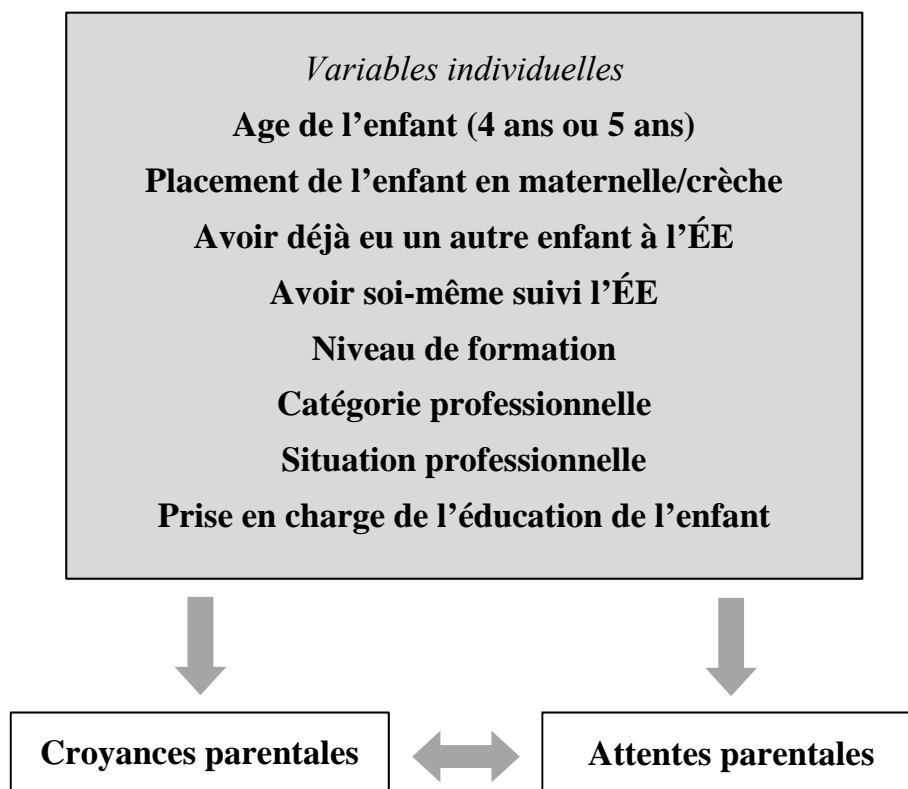 Variables individuelles
Age de l’enfant (4 ans ou 5 ans)
Placement de l’enfant en maternelle/crèche
Avoir déjà eu un autre enfant à l’ÉE
Avoir soi-même suivi l’ÉE
Niveau de formation
Catégorie professionnelle
Situation professionnelle
Prise en charge de l’éducation de l’enfant
Croyances parentales
Attentes parentales